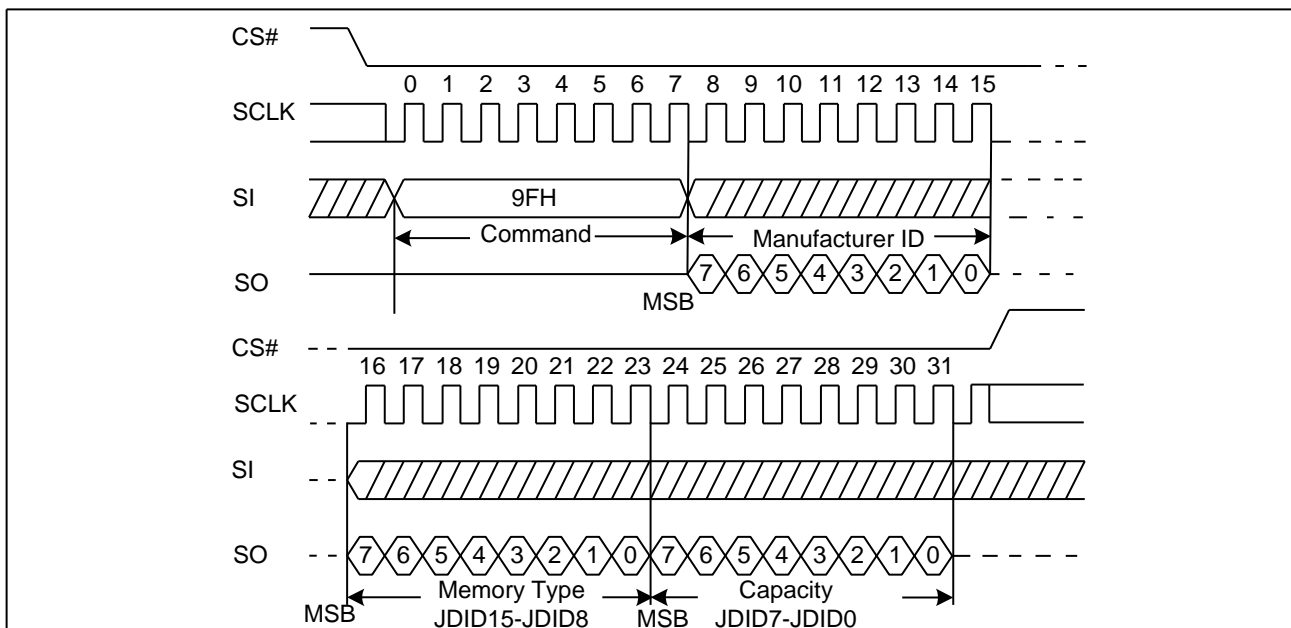 CS#
0 1 2 3 4 5 6 7 8 9 10 11 12 13 14 15
SCLK
SI
9FH
Command
Manufacturer ID
SO
7 6 5 4 3 2 1 0
MSB
CS#
16 17 18 19 20 21 22 23 24 25 26 27 28 29 30 31
SCLK
SI
SO
7 6 5 4 3 2 1 0 7 6 5 4 3 2 1 0
Memory Type
Capacity
MSB
JDID15-JDID8
MSB
JDID7-JDID0